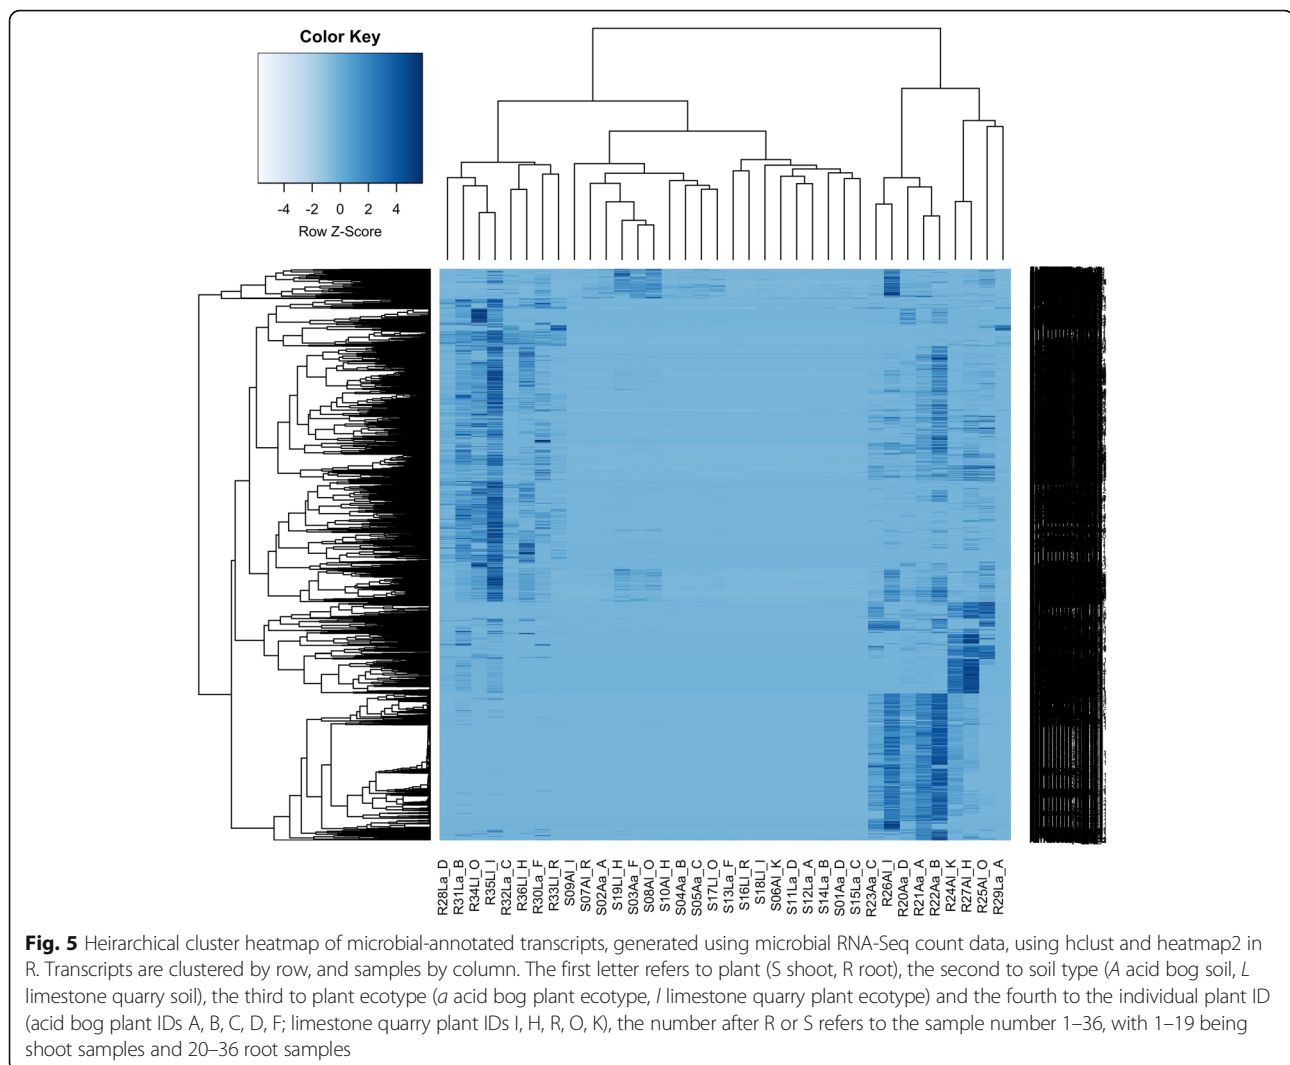 Color Key
-4 -2 0 2 4
Row Z-Score
R28La_D
R31La_B
R34Ll_O
R35Ll_I
R32La_C
R36Ll_H
R30La_F
R33Ll_R
S09Al_I
S07Al_R
S02Aa_A
S19Ll_H
S03Aa_F
S08Al_O
S10Al_H
S04Aa_B
S05Aa_C
S17Ll_O
S13La_F
S16Ll_R
S18Ll_I
S06Al_K
S11La_D
S12La_A
S14La_B
S01Aa_D
S15La_C
R23Aa_C
R26Al_I
R20Aa_D
R21Aa_A
R22Aa_B
R24Al_K
R27Al_H
R25Al_O
R29La_A
Fig. 5 Heirarchical cluster heatmap of microbial-annotated transcripts, generated using microbial RNA-Seq count data, using hclust and heatmap2 in
R. Transcripts are clustered by row, and samples by column. The first letter refers to plant (S shoot, R root), the second to soil type (A acid bog soil, L
limestone quarry soil), the third to plant ecotype (a acid bog plant ecotype, l limestone quarry plant ecotype) and the fourth to the individual plant ID
(acid bog plant IDs A, B, C, D, F; limestone quarry plant IDs I, H, R, O, K), the number after R or S refers to the sample number 1–36, with 1–19 being
shoot samples and 20–36 root samples